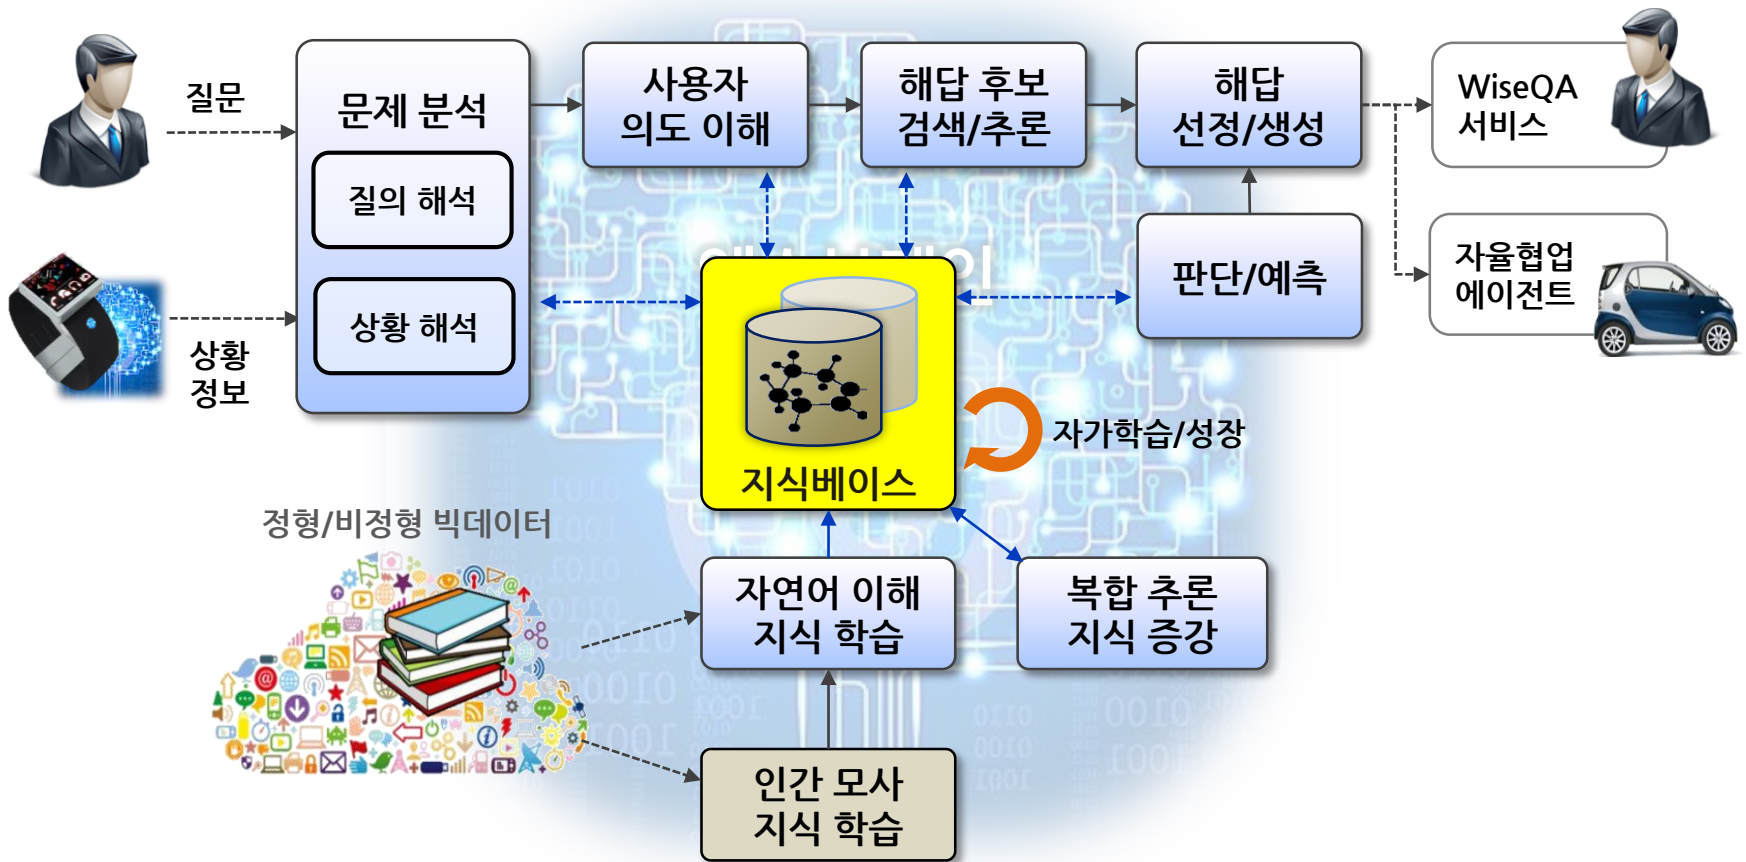 질문
문제 분석
질의 해석
상황 해석
상황
정보
사용자
의도 이해
해답 후보
검색/추론
해답
선정/생성
WiseQA
서비스
판단/예측
자율협업
에이전트
지식베이스
자가학습/성장
정형/비정형 빅데이터
자연어 이해
지식 학습
복합 추론
지식 증강
인간 모사
지식 학습